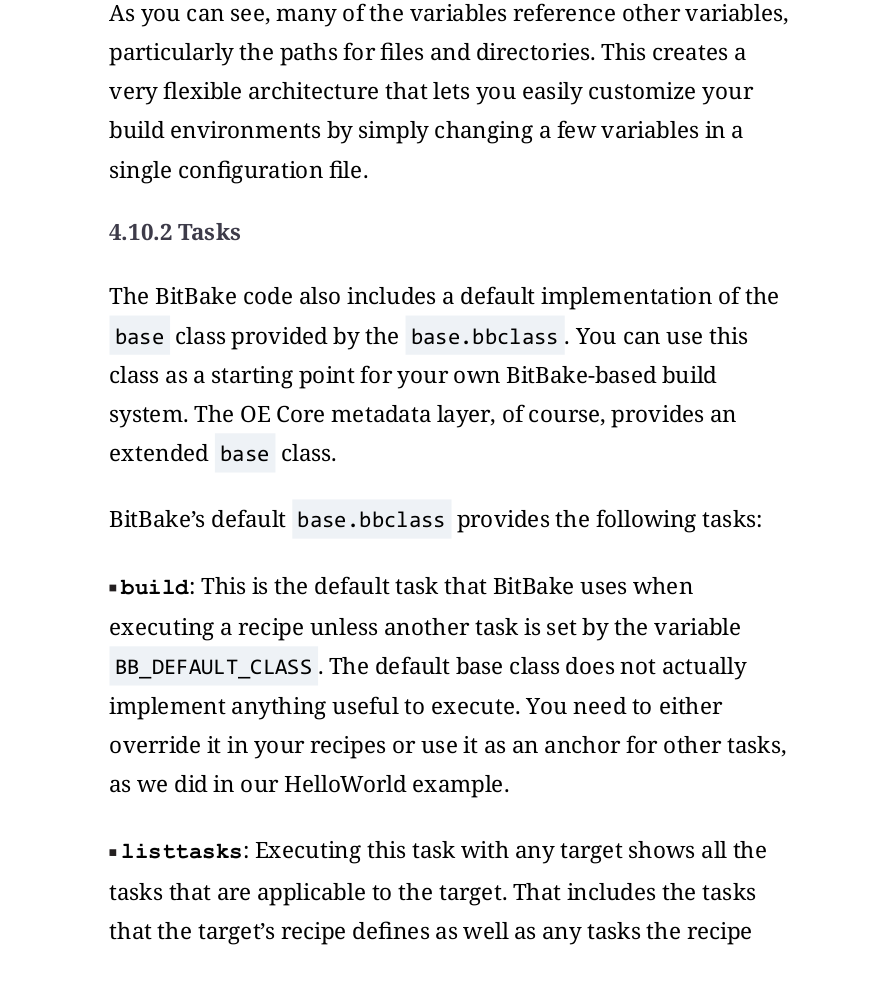 As you can see, many of the variables reference other variables,
particularly the paths for files and directories. This creates a
very flexible architecture that lets you easily customize your
build environments by simply changing a few variables in a
single configuration file.
4.10.2 Tasks
The BitBake code also includes a default implementation of the
base class provided by the base.bbclass. You can use this
class as a starting point for your own BitBake-based build
system. The OE Core metadata layer, of course, provides an
extended base class.
BitBake’s default base.bbclass provides the following tasks:
▪build: This is the default task that BitBake uses when
executing a recipe unless another task is set by the variable
BB_DEFAULT_CLASS. The default base class does not actually
implement anything useful to execute. You need to either
override it in your recipes or use it as an anchor for other tasks,
as we did in our HelloWorld example.
▪listtasks: Executing this task with any target shows all the
tasks that are applicable to the target. That includes the tasks
that the target’s recipe defines as well as any tasks the recipe